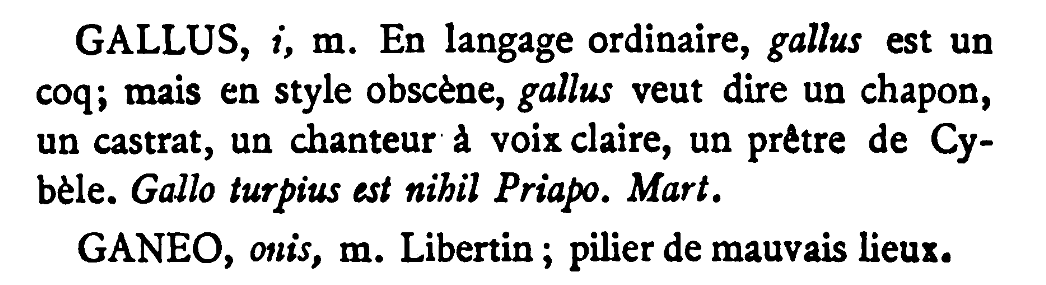 GALLUS, i, m. En langage ordinaire, gallus est un
coq; mais en style obscène, gallus veut dire un chapon,
un castrat, un chanteur à voix claire, un prêtre de Cy-
bèle. Gallo turpius est nihil Priapo. Mart.
GANEO, onis, m. Libertin ; pilier de mauvais lieux.